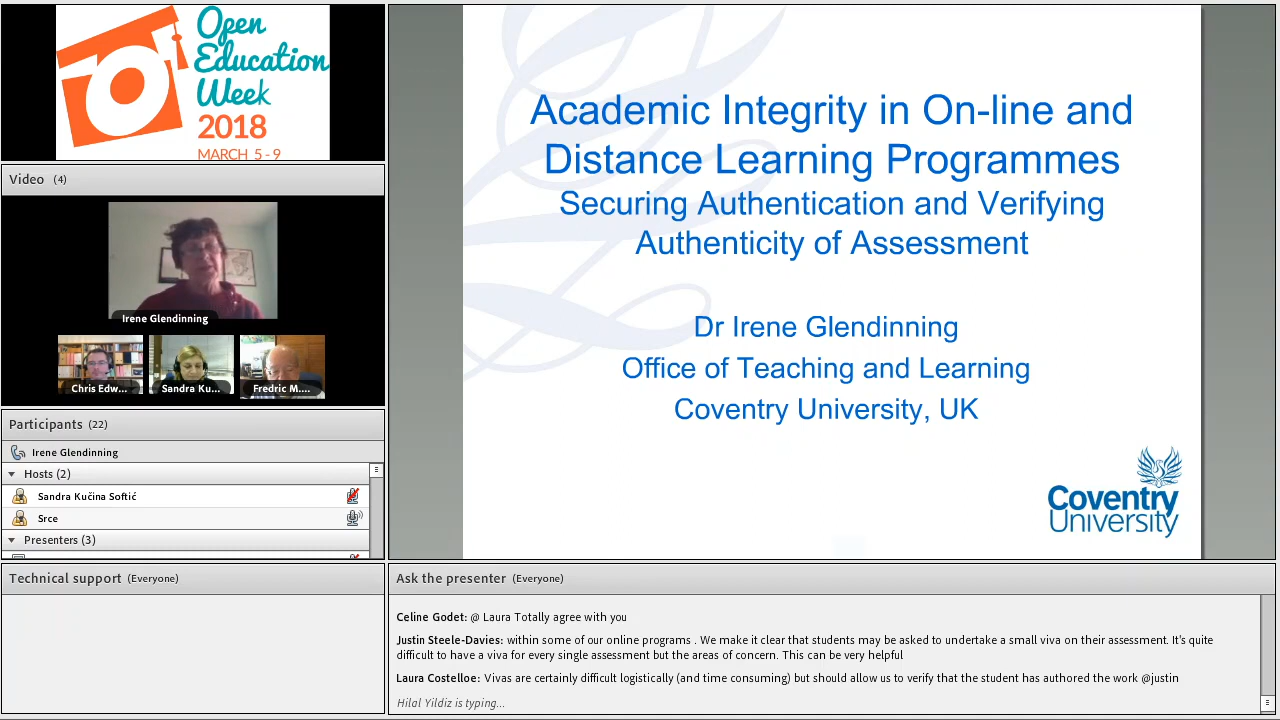 Open
Education
Week
2018
MARCH 5 - 9
Video (4)
Irene Glendinning
Chris Edw...
Sandra Ku...
Fredric M....
Participants (22)
Irene Glendinning
Hosts (2)
Sandra Kučina Softić
Srce
Presenters (3)
Technical support (Everyone)
Academic Integrity in On-line and
Distance Learning Programmes
Securing Authentication and Verifying
Authenticity of Assessment
Dr Irene Glendinning
Office of Teaching and Learning
Coventry University, UK
Coventry
University
Ask the presenter (Everyone)
Celine Godet: @ Laura Totally agree with you
Justin Steele-Davies: within some of our online programs . We make it clear that students may be asked to undertake a small viva on their assessment. It's quite
difficult to have a viva for every single assessment but the areas of concern. This can be very helpful
Laura Costelloe: Vivas are certainly difficult logistically (and time consuming) but should allow us to verify that the student has authored the work @justin
Hilal Yildiz is typing...